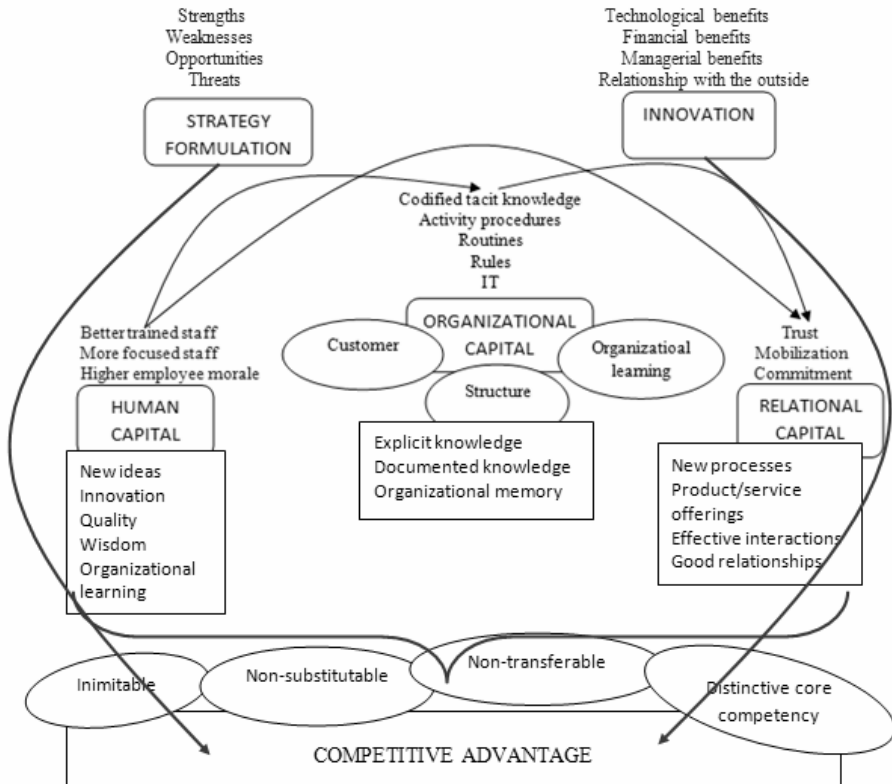 Strengths
Weaknesses
Opportunities
Threats
STRATEGY
FORMULATION
Technological benefits
Financial benefits
Managerial benefits
Relationship with the outside
INNOVATION
Codified tacit knowledge
Activity procedures
Routines
Rules
IT
ORGANIZATIONAL
CAPITAL
Customer
Organizatioal
learning
Structure
Explicit knowledge
Documented knowledge
Organizational memory
Better trained staff
More focused staff
Higher employee morale
HUMAN
CAPITAL
New ideas
Innovation
Quality
Wisdom
Organizational
learning
Trust
Mobilization
Commitment
RELATIONAL
CAPITAL
New processes
Product/service
offerings
Effective interactions
Good relationships
Inimitable
Non-substitutable
Non-transferable
Distinctive core
competency
COMPETITIVE ADVANTAGE